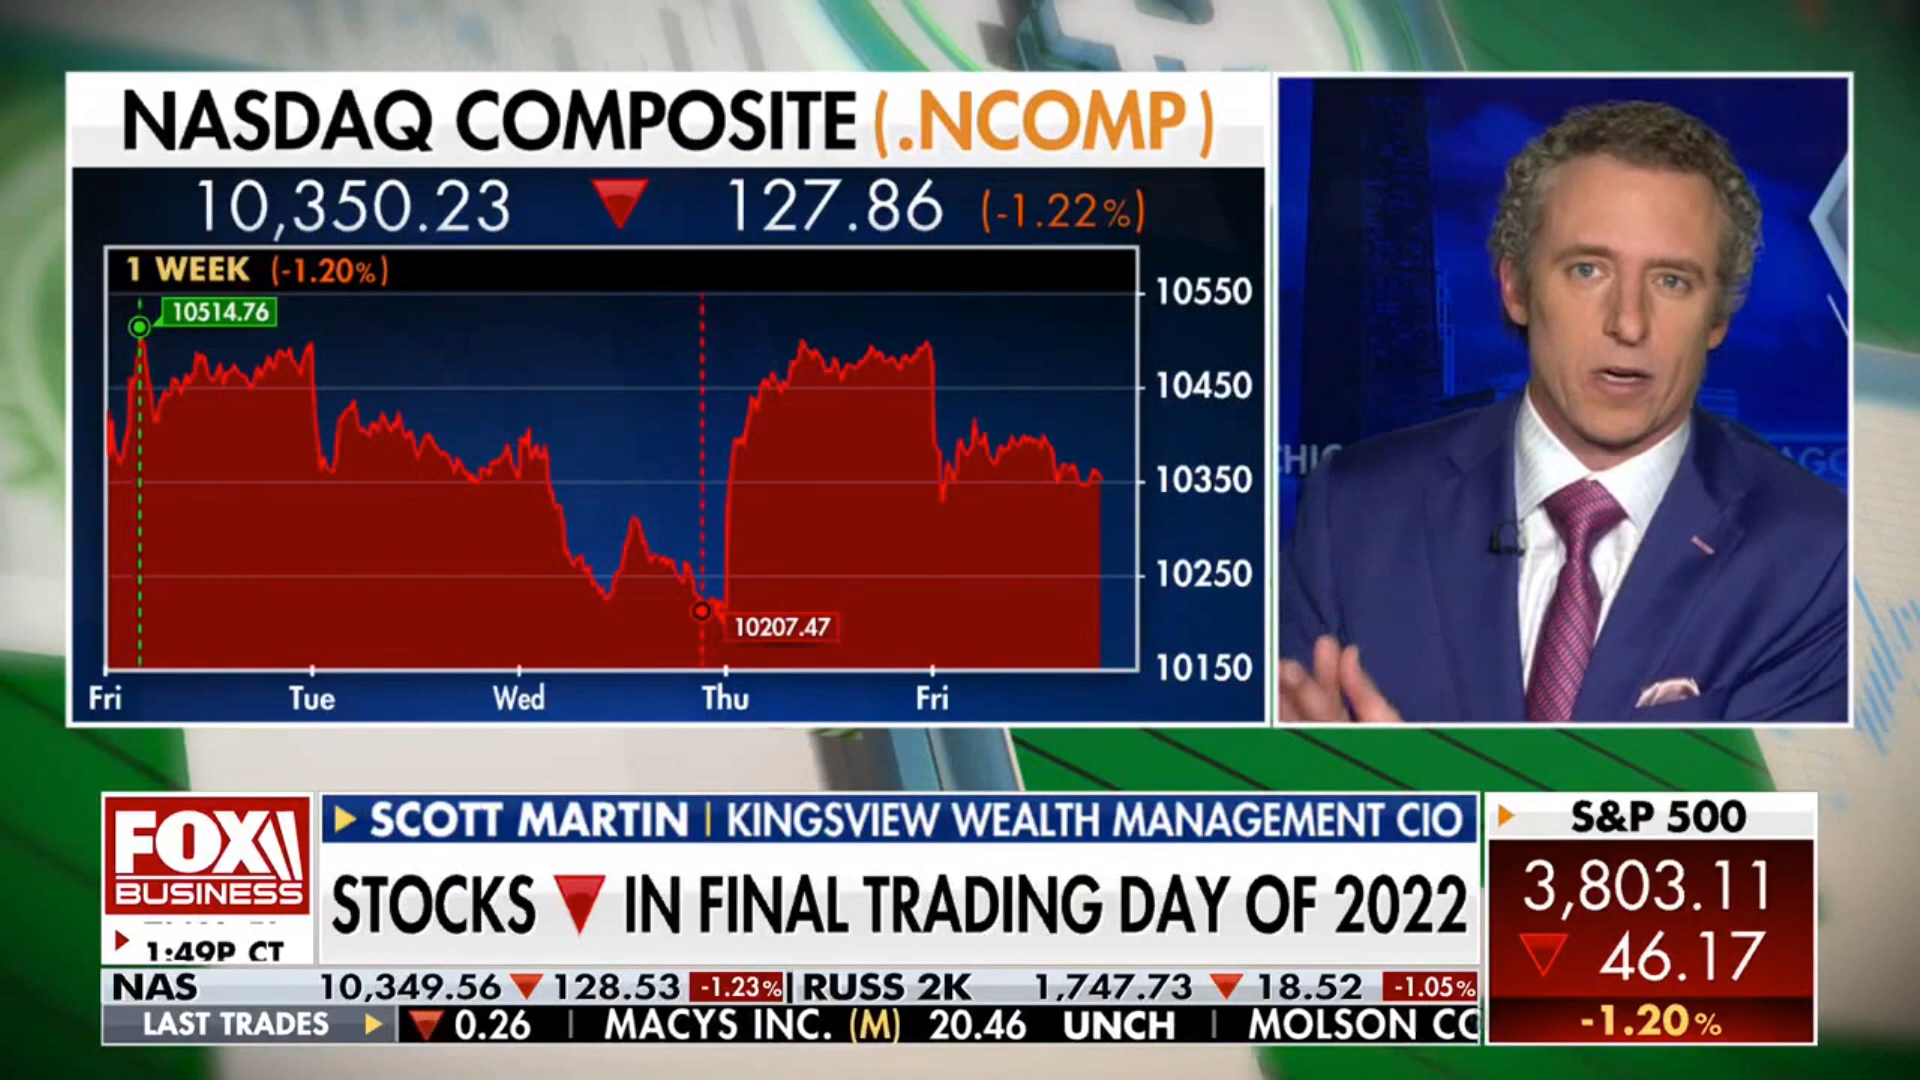 NASDAQ COMPOSITE (.NCOMP)
10,350.23 ▼ 127.86 (-1.22%)
1 WEEK (-1.20%)
10514.76
10207.47
10550
10450
10350
10250
10150
Fri Tue Wed Thu Fri
CHIC AGO
FOX BUSINESS
1:49P CT
SCOTT MARTIN | KINGSVIEW WEALTH MANAGEMENT CIO
STOCKS ▼ IN FINAL TRADING DAY OF 2022
S&P 500
3,803.11
▼ 46.17
-1.20%
NAS 10,349.56 ▼ 128.53 -1.23% | RUSS 2K 1,747.73 ▼ 18.52 -1.05%
LAST TRADES ▼ 0.26 | MACYS INC. (M) 20.46 UNCH | MOLSON CO